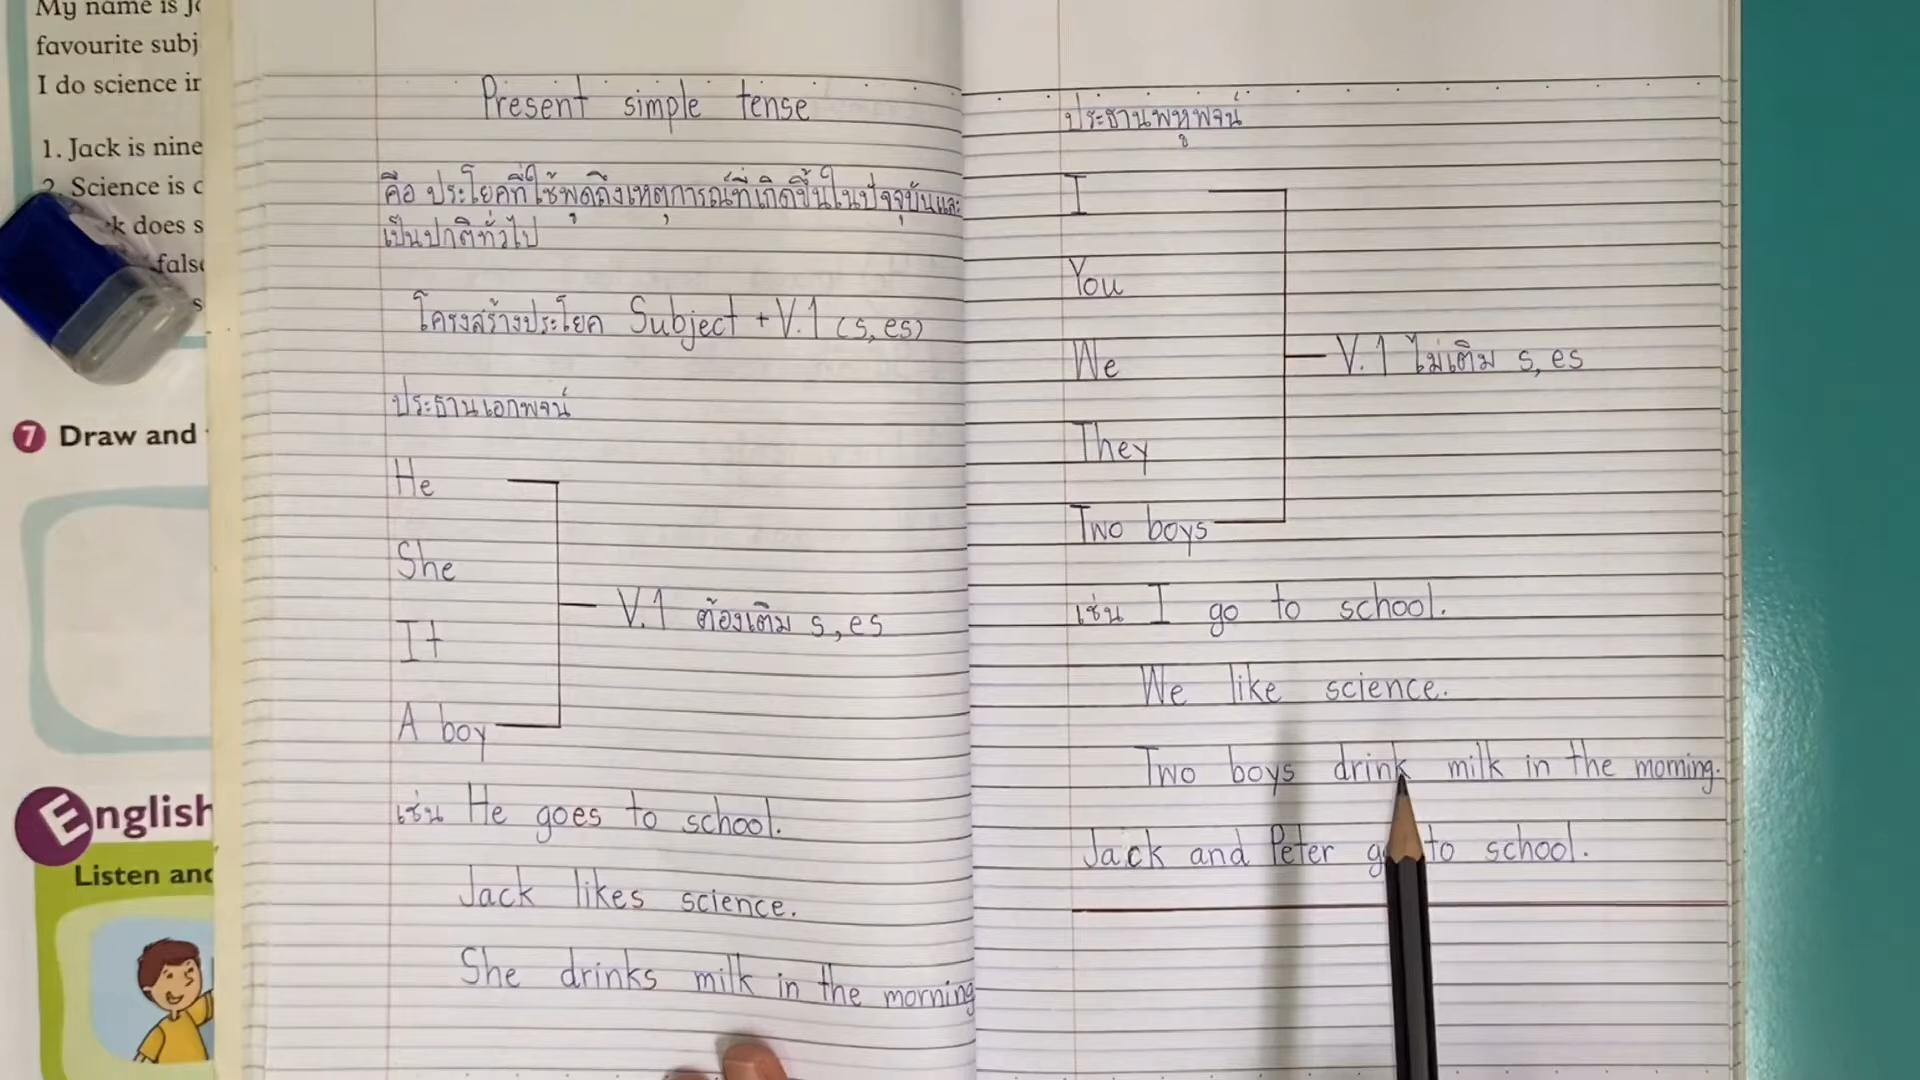 My name is J
favourite subj
I do science in
1. Jack is nine
2. Science is
k does s
false
s
7 Draw and
English
Listen and
Present simple tense
คือ ประโยคที่ใช้พูดถึงเหตุการณ์ที่เกิดขึ้นในปัจจุบันและ
เป็นปกติทั่วไป
โครงสร้างประโยค Subject + V.1 (s, es)
ประธานเอกพจน์
He
She
It
A boy
V.1 ต้องเติม s, es
เช่น He goes to school.
Jack likes science.
She drinks milk in the morning
ประธานพหูพจน์
I
You
We
They
Two boys
V.1 ไม่เติม s, es
เช่น I go to school.
We like science.
Two boys drink milk in the morning.
Jack and Peter go to school.